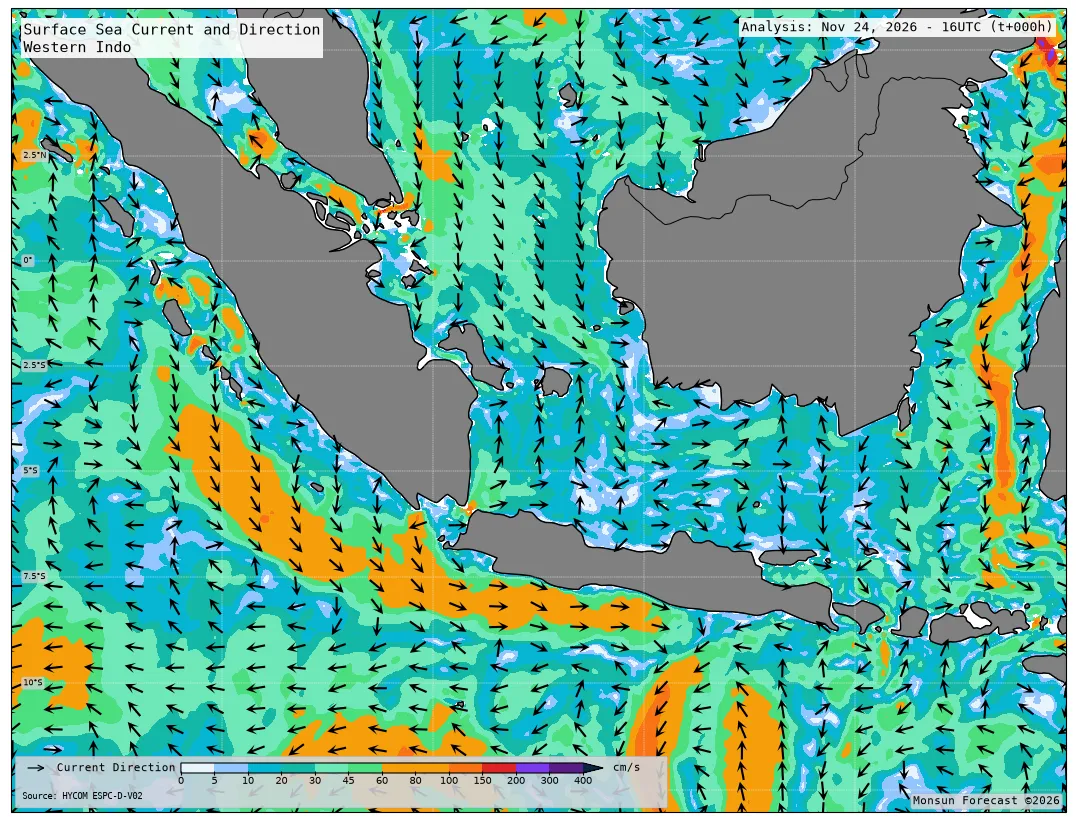 Surface Sea Current and Direction
Western Indo
Analysis: Nov 24, 2026 - 16UTC (t+000h)
2.5°N
0°
2.5°S
5°S
7.5°S
10°S
Current Direction
0 5 10 20 30 45 60 80 100 150 200 300 400 cm/s
Source: HYCOM ESPC-D-V02
Monsun Forecast ©2026